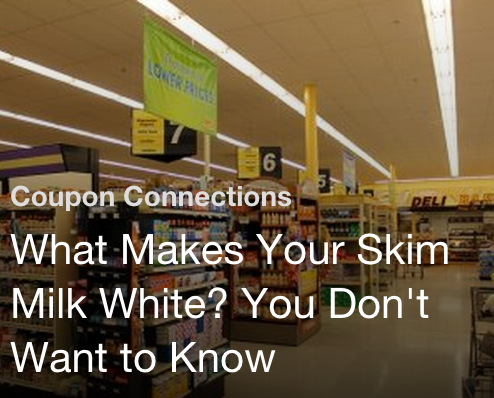 LOWER PRICES
7
6
5
DELI
Coupon Connections
What Makes Your Skim
Milk White? You Don't
Want to Know